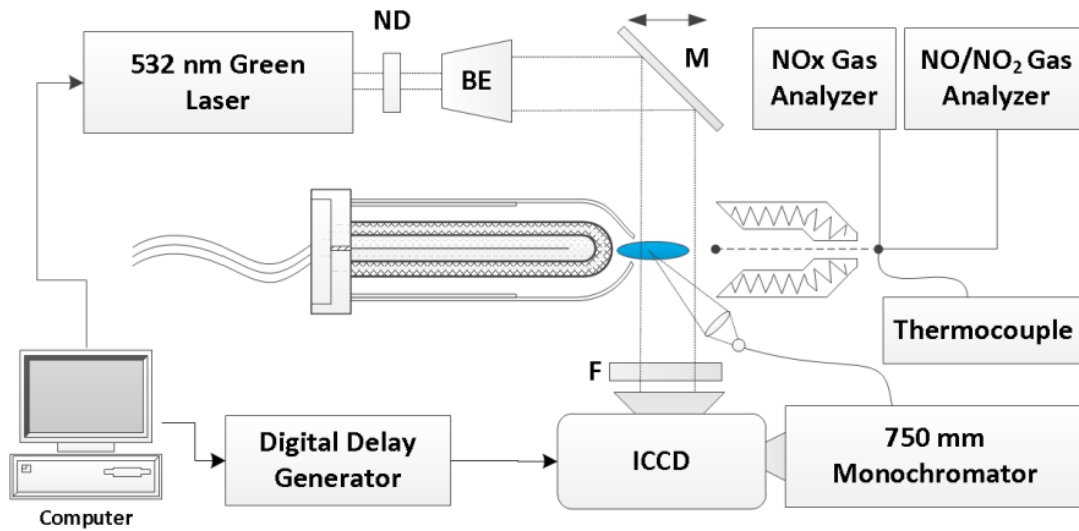 532 nm Green
Laser
ND
BE
M
NOx Gas
Analyzer
NO/NO₂ Gas
Analyzer
Thermocouple
F
Computer
Digital Delay
Generator
ICCD
750 mm
Monochromator